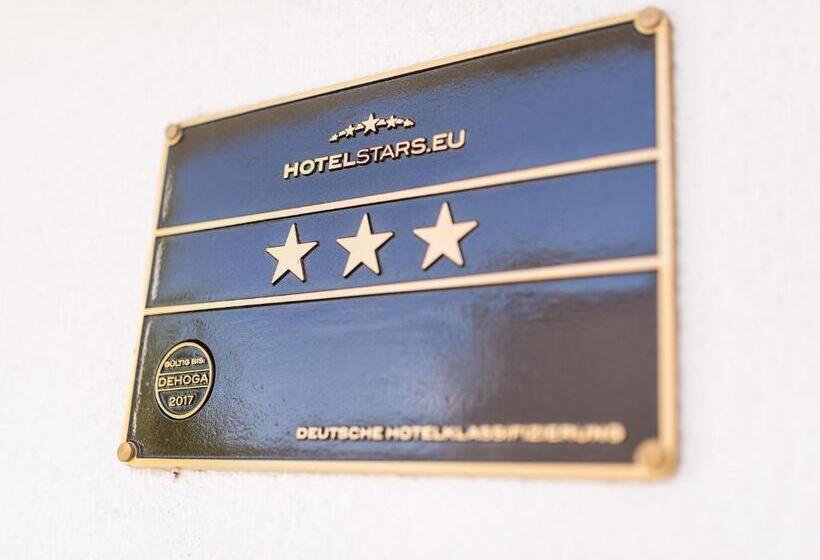 HOTELSTARS.EU
GÜLTIG BIS:
DEHOGA
2017
DEUTSCHE HOTELKLASSIFIZIERUNG